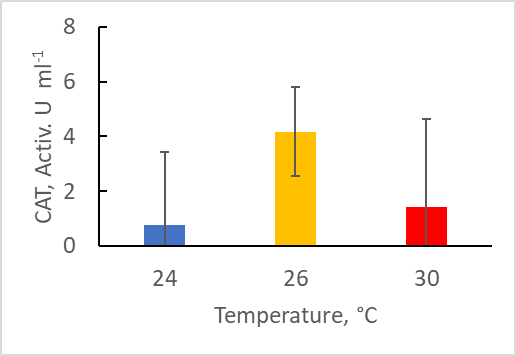 8
6
4
2
0
CAT, Activ. U ml-1
24 26 30
Temperature, °C